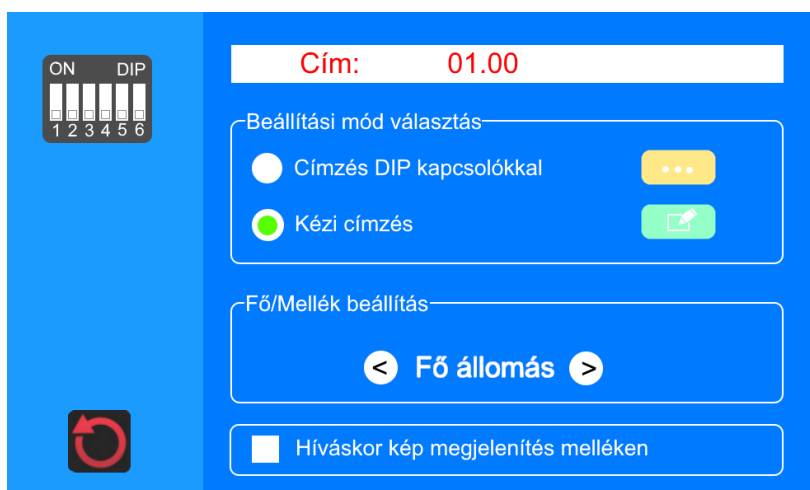 ON DIP
1 2 3 4 5 6
Cím: 01.00
Beállítási mód választás
Címzés DIP kapcsolókkal
Kézi címzés
Fő/Mellék beállítás
< Fő állomás >
Híváskor kép megjelenítés melléken